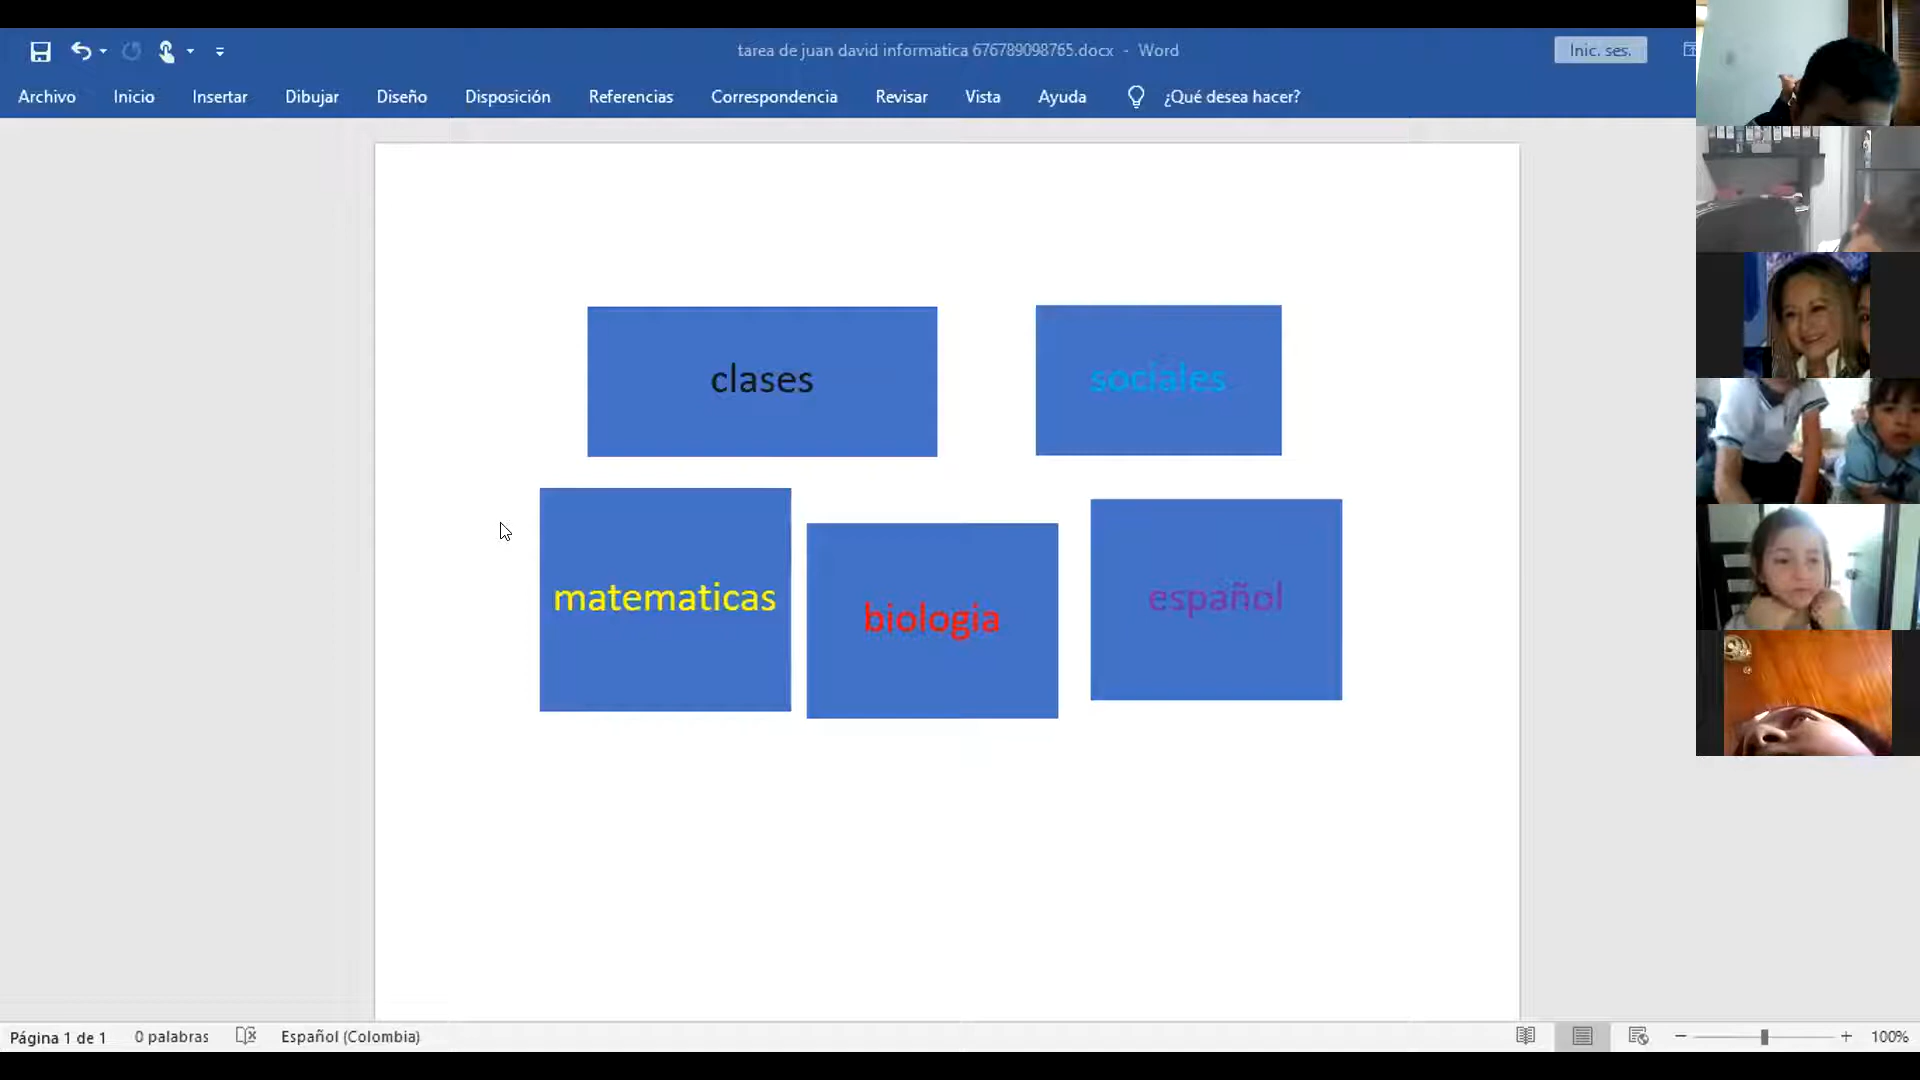 tarea de juan david informatica 676789098765.docx - Word
Inic. ses.
Archivo Inicio Insertar Dibujar Diseño Disposición Referencias Correspondencia Revisar Vista Ayuda ¿Qué desea hacer?
clases
sociales
matematicas
biologia
español
Página 1 de 1 0 palabras Español (Colombia) 100%